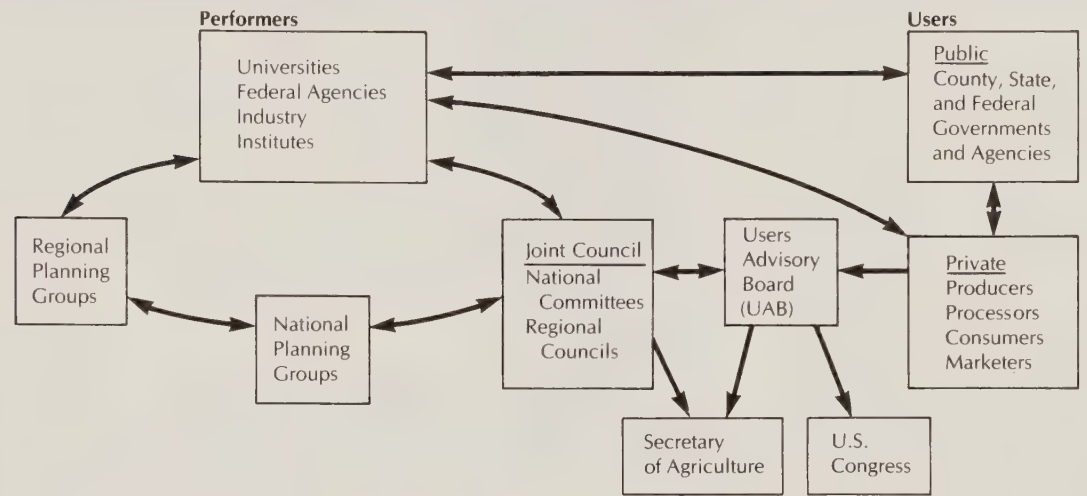 Performers
Universities
Federal Agencies
Industry
Institutes
Users
Public
County, State,
and Federal
Governments
and Agencies
Regional
Planning
Groups
National
Planning
Groups
Joint Council
National
Committees
Regional
Councils
Users
Advisory
Board
(UAB)
Private
Producers
Processors
Consumers
Marketers
Secretary
of Agriculture
U.S.
Congress